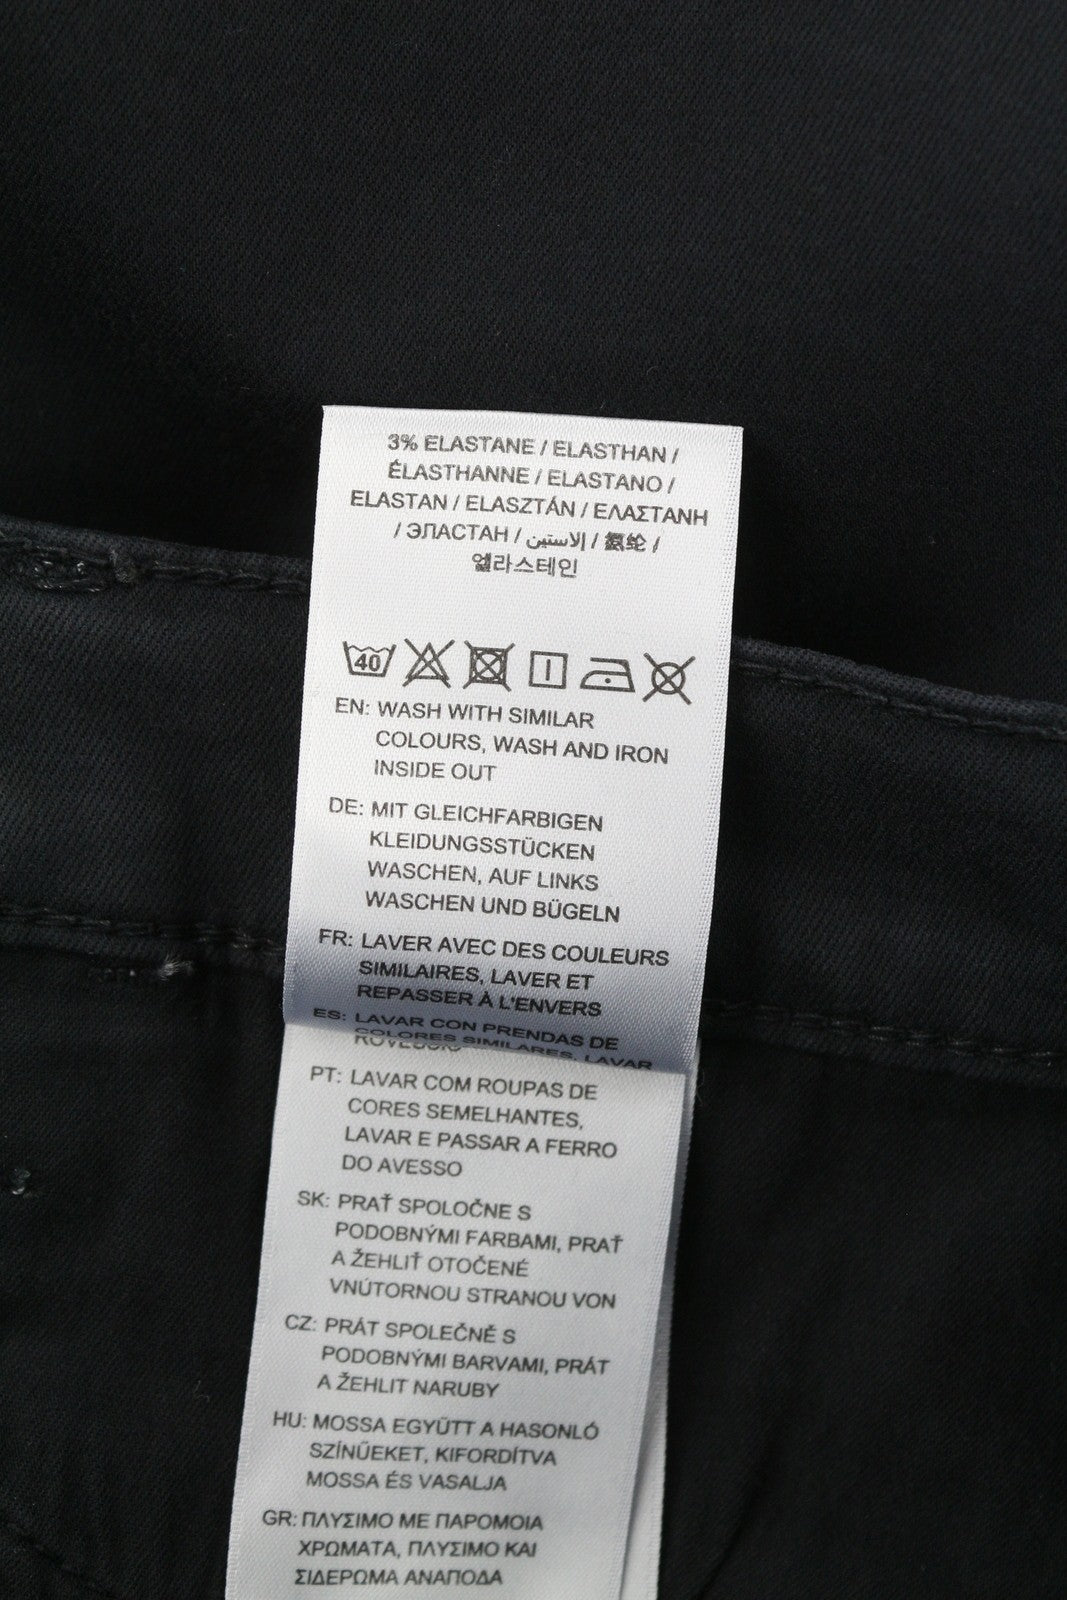 3% ELASTANE / ELASTHAN /
ÉLASTHANNE / ELASTANO /
ELASTAN / ELASZTÁN / ΕΛΑΣΤΑΝΗ
/ ЭЛАСТАН / إلاستين / 氨纶 /
엘라스테인
40
EN: WASH WITH SIMILAR
COLOURS, WASH AND IRON
INSIDE OUT
DE: MIT GLEICHFARBIGEN
KLEIDUNGSSTÜCKEN
WASCHEN, AUF LINKS
WASCHEN UND BÜGELN
FR: LAVER AVEC DES COULEURS
SIMILAIRES, LAVER ET
REPASSER À L'ENVERS
ES: LAVAR CON PRENDAS DE
COLORES SIMILARES, LAVAR
PT: LAVAR COM ROUPAS DE
CORES SEMELHANTES,
LAVAR E PASSAR A FERRO
DO AVESSO
SK: PRAŤ SPOLOČNE S
PODOBNÝMI FARBAMI, PRAŤ
A ŽEHLIŤ OTOČENÉ
VNÚTORNOU STRANOU VON
CZ: PRÁT SPOLEČNĚ S
PODOBNÝMI BARVAMI, PRÁT
A ŽEHLIT NARUBY
HU: MOSSA EGYÜTT A HASONLÓ
SZÍNŰEKET, KIFORDÍTVA
MOSSA ÉS VASALJA
GR: ΠΛΥΣΙΜΟ ΜΕ ΠΑΡΟΜΟΙΑ
ΧΡΩΜΑΤΑ, ΠΛΥΣΙΜΟ ΚΑΙ
ΣΙΔΕΡΩΜΑ ΑΝΑΠΟΔΑ